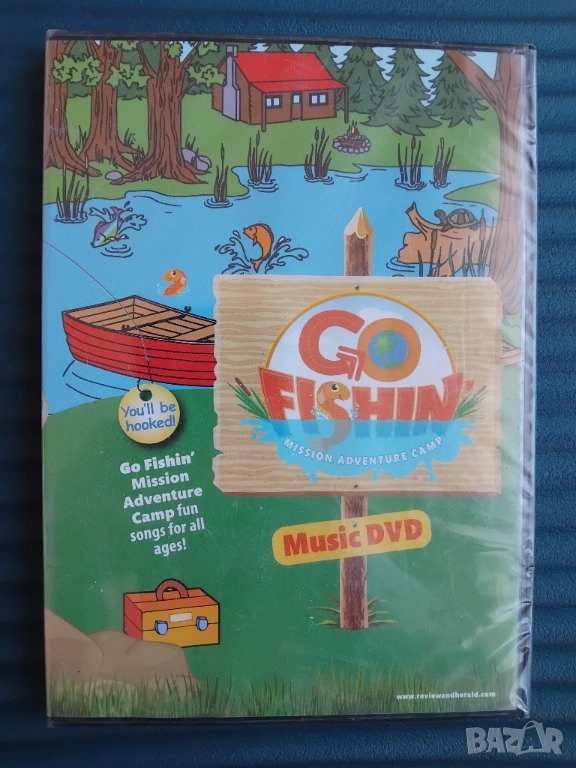 GO
FISHIN'
MISSION ADVENTURE CAMP
You'll be
hooked!
Go Fishin'
Mission
Adventure
Camp fun
songs for all
ages!
Music DVD
www.reviewandherald.com
BAZAR